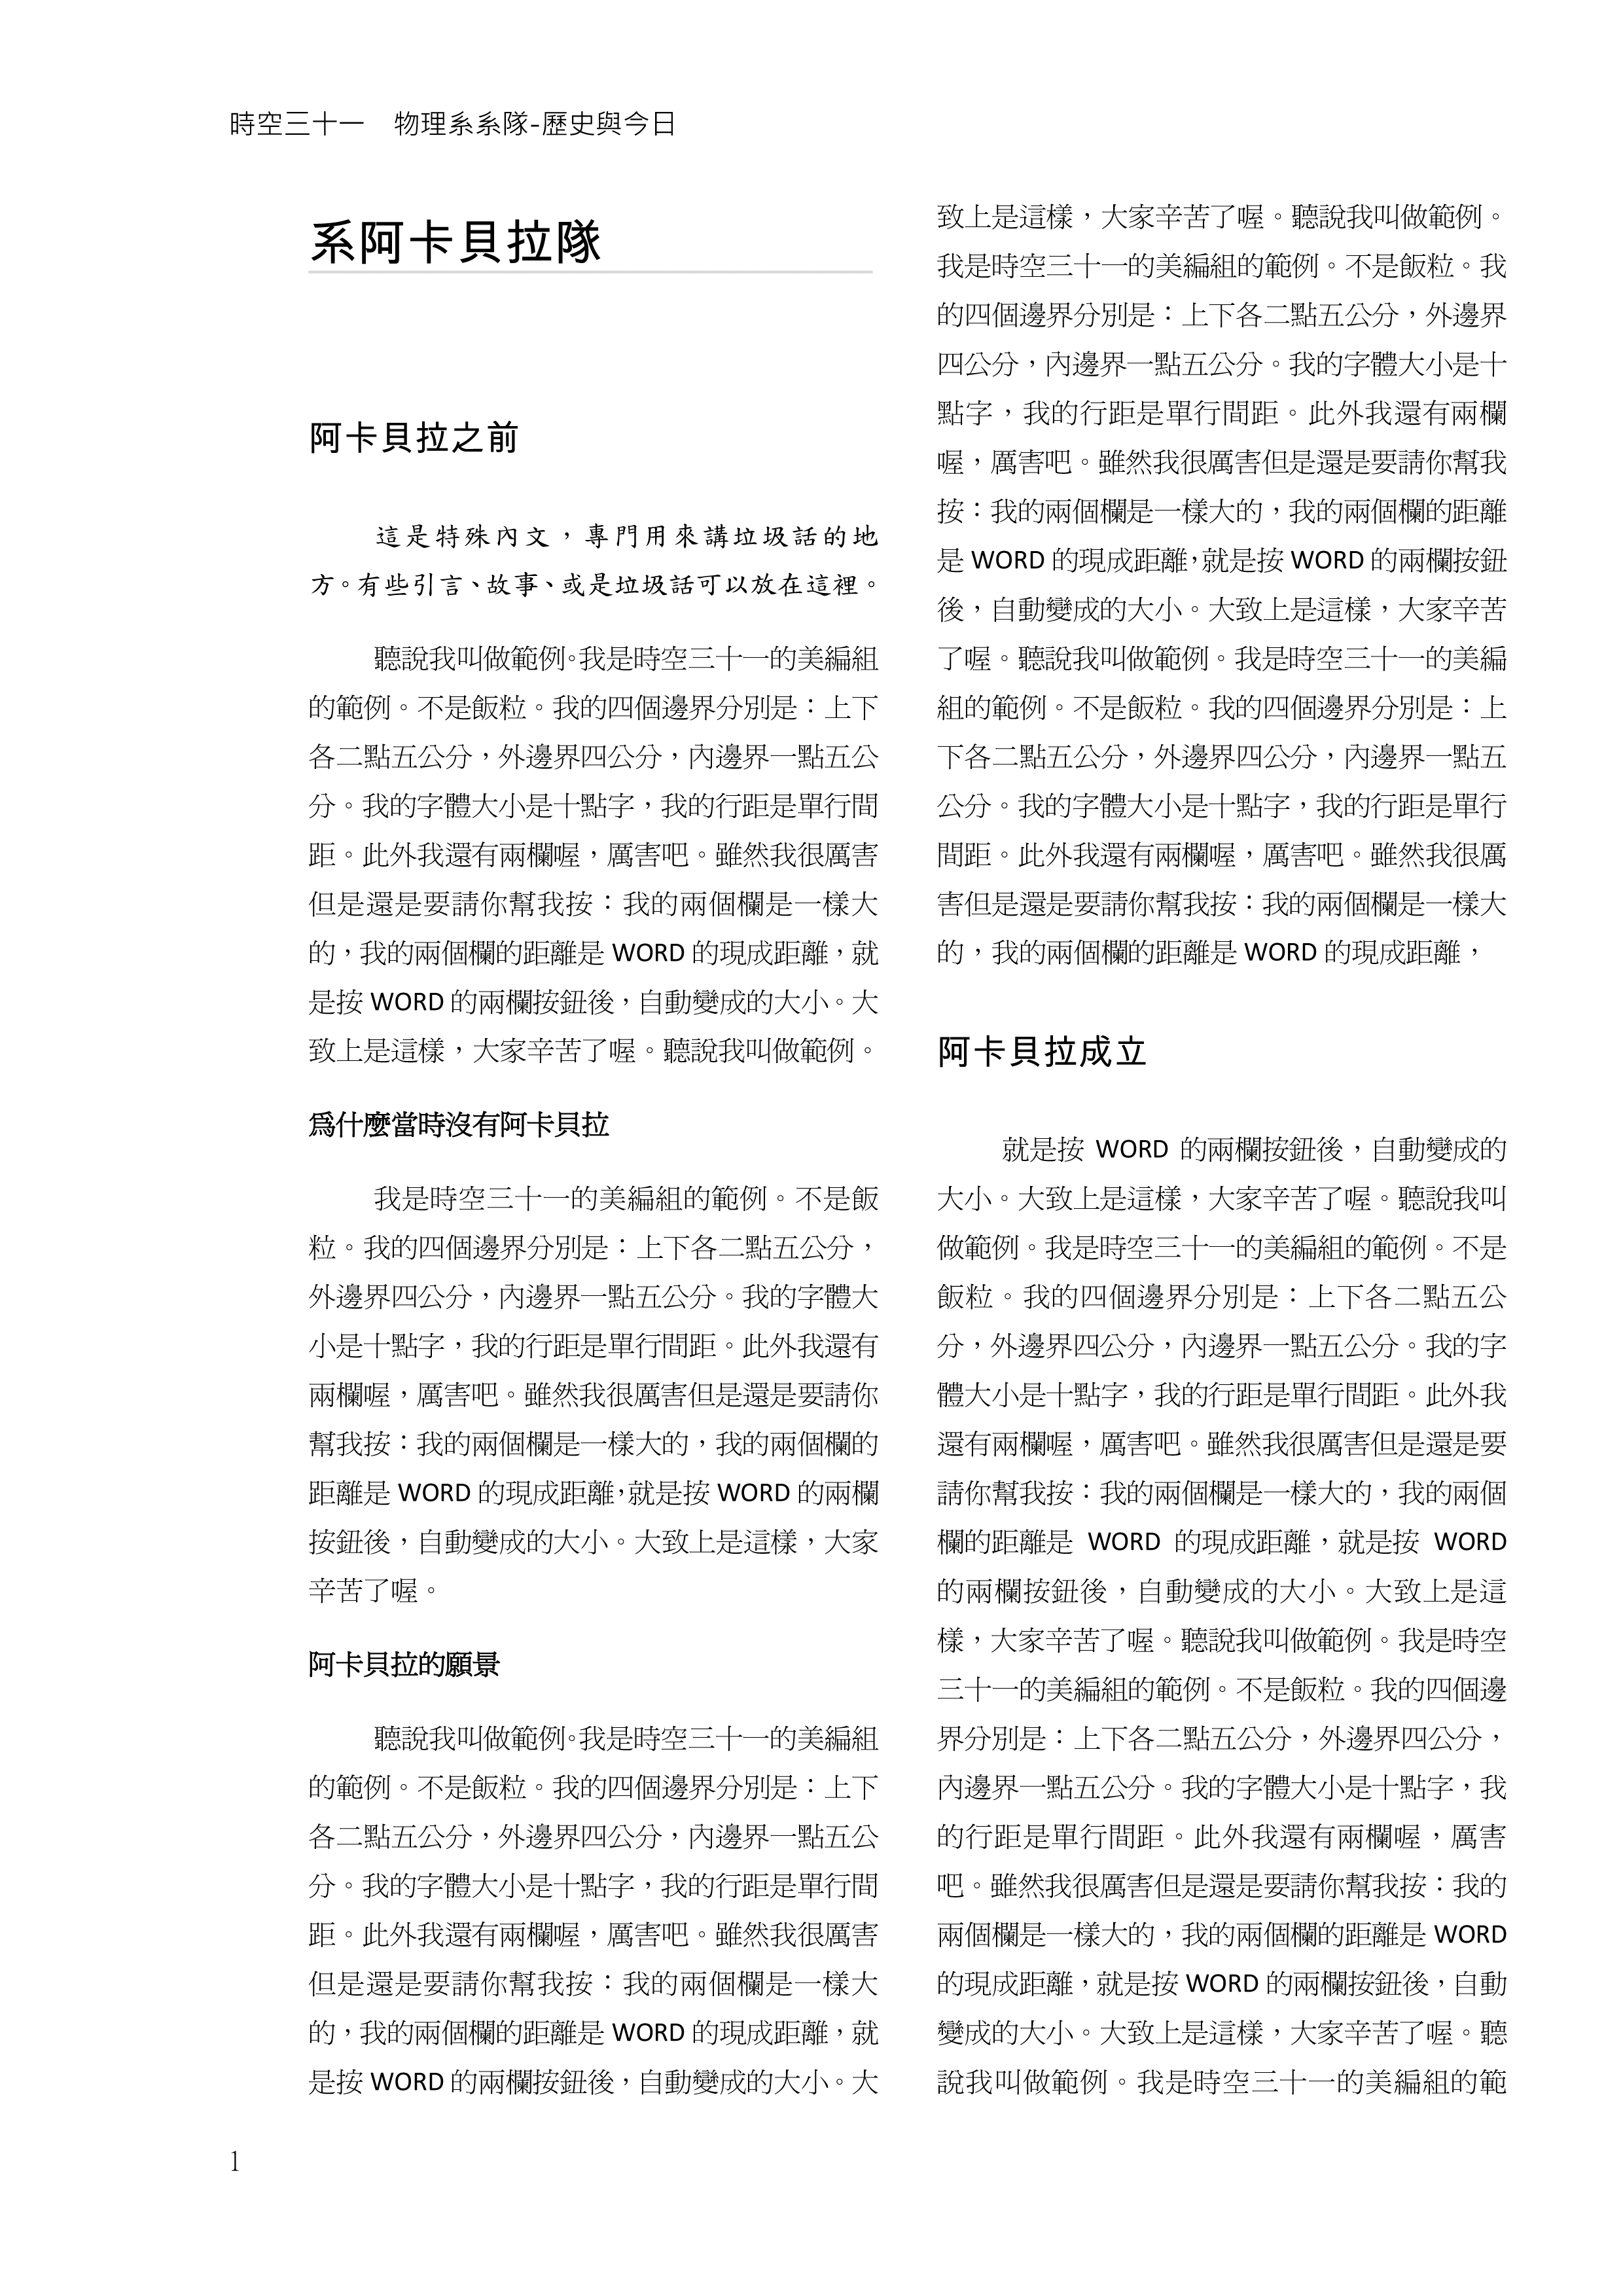 時空三十一　物理系系隊-歷史與今日
系阿卡貝拉隊
阿卡貝拉之前
這是特殊內文，專門用來講垃圾話的地
方。有些引言、故事、或是垃圾話可以放在這裡。
聽說我叫做範例。我是時空三十一的美編組
的範例。不是飯粒。我的四個邊界分別是：上下
各二點五公分，外邊界四公分，內邊界一點五公
分。我的字體大小是十點字，我的行距是單行間
距。此外我還有兩欄喔，厲害吧。雖然我很厲害
但是還是要請你幫我按：我的兩個欄是一樣大
的，我的兩個欄的距離是 WORD 的現成距離，就
是按 WORD 的兩欄按鈕後，自動變成的大小。大
致上是這樣，大家辛苦了喔。聽說我叫做範例。
為什麼當時沒有阿卡貝拉
我是時空三十一的美編組的範例。不是飯
粒。我的四個邊界分別是：上下各二點五公分，
外邊界四公分，內邊界一點五公分。我的字體大
小是十點字，我的行距是單行間距。此外我還有
兩欄喔，厲害吧。雖然我很厲害但是還是要請你
幫我按：我的兩個欄是一樣大的，我的兩個欄的
距離是 WORD 的現成距離，就是按 WORD 的兩欄
按鈕後，自動變成的大小。大致上是這樣，大家
辛苦了喔。
阿卡貝拉的願景
聽說我叫做範例。我是時空三十一的美編組
的範例。不是飯粒。我的四個邊界分別是：上下
各二點五公分，外邊界四公分，內邊界一點五公
分。我的字體大小是十點字，我的行距是單行間
距。此外我還有兩欄喔，厲害吧。雖然我很厲害
但是還是要請你幫我按：我的兩個欄是一樣大
的，我的兩個欄的距離是 WORD 的現成距離，就
是按 WORD 的兩欄按鈕後，自動變成的大小。大
致上是這樣，大家辛苦了喔。聽說我叫做範例。
我是時空三十一的美編組的範例。不是飯粒。我
的四個邊界分別是：上下各二點五公分，外邊界
四公分，內邊界一點五公分。我的字體大小是十
點字，我的行距是單行間距。此外我還有兩欄
喔，厲害吧。雖然我很厲害但是還是要請你幫我
按：我的兩個欄是一樣大的，我的兩個欄的距離
是 WORD 的現成距離，就是按 WORD 的兩欄按鈕
後，自動變成的大小。大致上是這樣，大家辛苦
了喔。聽說我叫做範例。我是時空三十一的美編
組的範例。不是飯粒。我的四個邊界分別是：上
下各二點五公分，外邊界四公分，內邊界一點五
公分。我的字體大小是十點字，我的行距是單行
間距。此外我還有兩欄喔，厲害吧。雖然我很厲
害但是還是要請你幫我按：我的兩個欄是一樣大
的，我的兩個欄的距離是 WORD 的現成距離，
阿卡貝拉成立
就是按 WORD 的兩欄按鈕後，自動變成的
大小。大致上是這樣，大家辛苦了喔。聽說我叫
做範例。我是時空三十一的美編組的範例。不是
飯粒。我的四個邊界分別是：上下各二點五公
分，外邊界四公分，內邊界一點五公分。我的字
體大小是十點字，我的行距是單行間距。此外我
還有兩欄喔，厲害吧。雖然我很厲害但是還是要
請你幫我按：我的兩個欄是一樣大的，我的兩個
欄的距離是 WORD 的現成距離，就是按 WORD
的兩欄按鈕後，自動變成的大小。大致上是這
樣，大家辛苦了喔。聽說我叫做範例。我是時空
三十一的美編組的範例。不是飯粒。我的四個邊
界分別是：上下各二點五公分，外邊界四公分，
內邊界一點五公分。我的字體大小是十點字，我
的行距是單行間距。此外我還有兩欄喔，厲害
吧。雖然我很厲害但是還是要請你幫我按：我的
兩個欄是一樣大的，我的兩個欄的距離是 WORD
的現成距離，就是按 WORD 的兩欄按鈕後，自動
變成的大小。大致上是這樣，大家辛苦了喔。聽
說我叫做範例。我是時空三十一的美編組的範
1